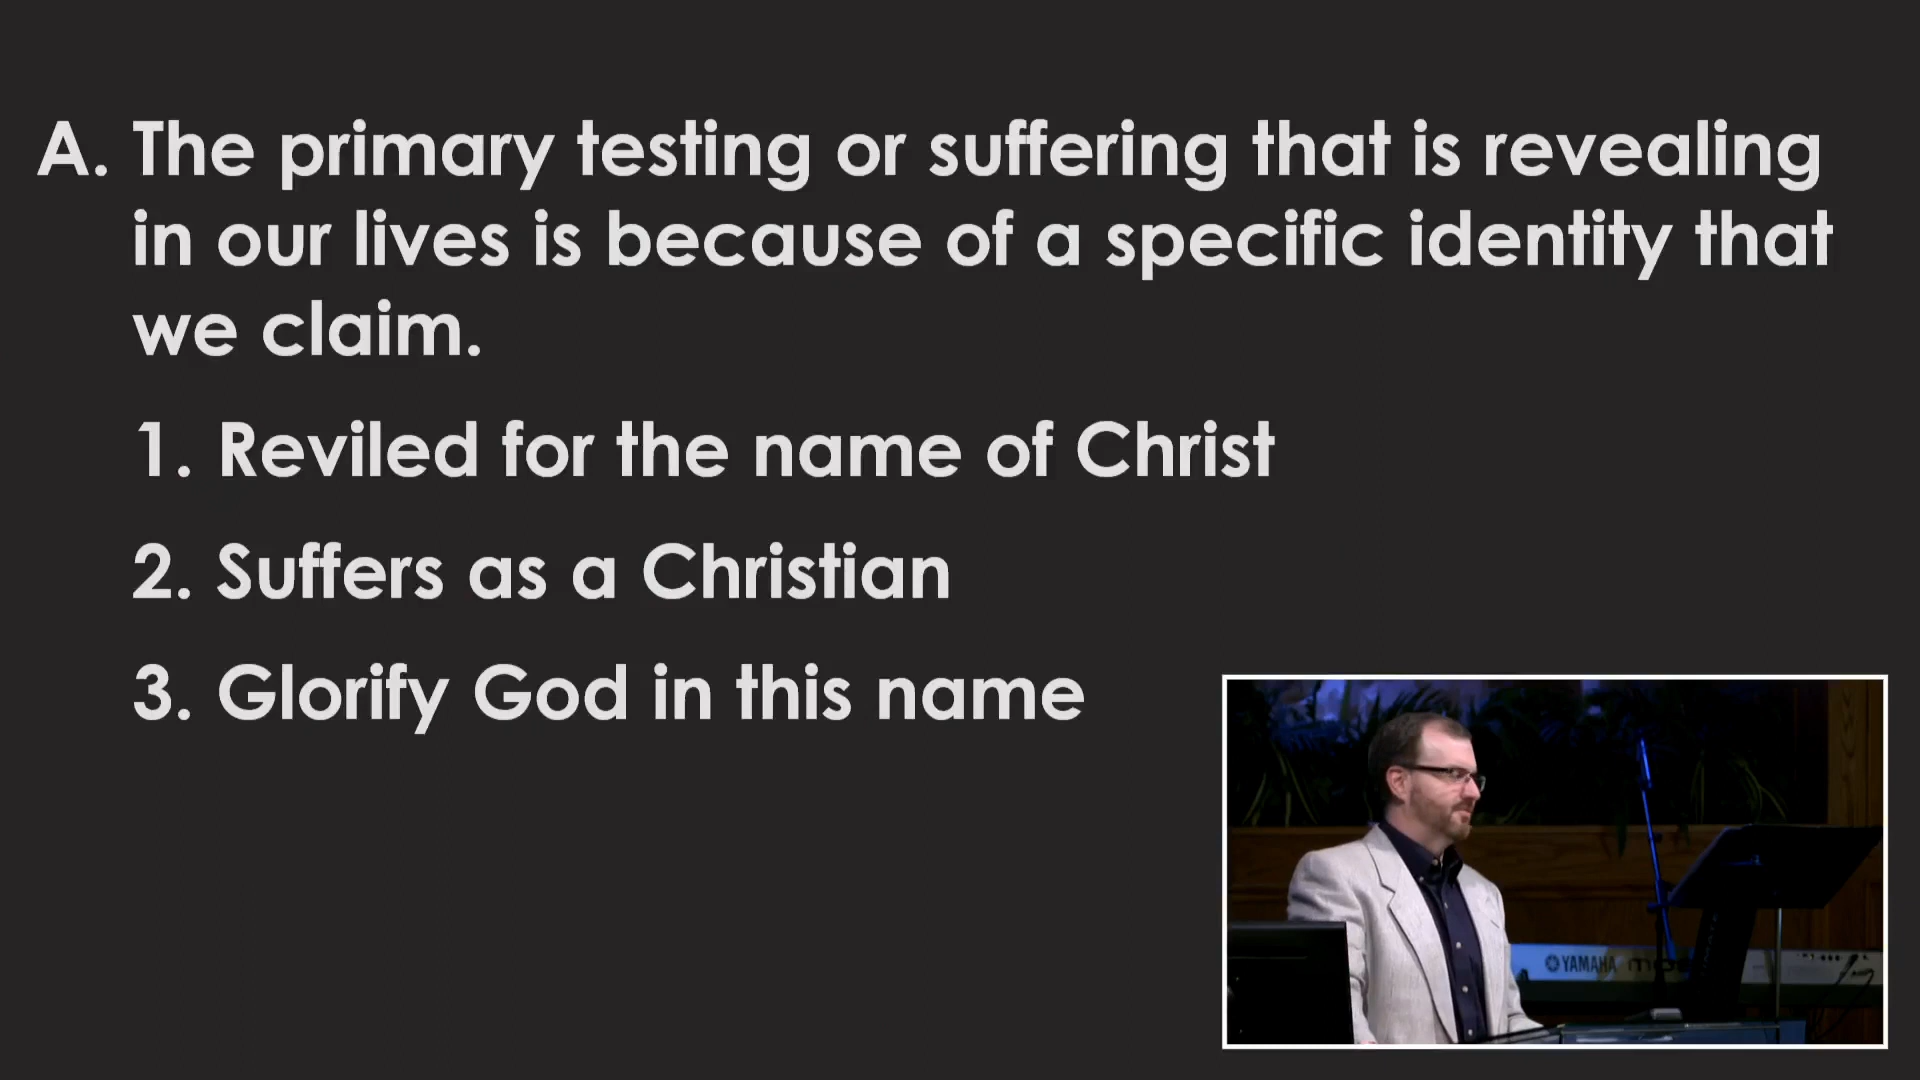 A. The primary testing or suffering that is revealing
in our lives is because of a specific identity that
we claim.
1. Reviled for the name of Christ
2. Suffers as a Christian
3. Glorify God in this name
YAMAHA